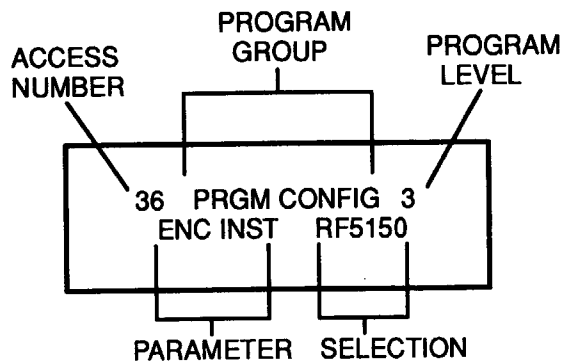 PROGRAM
GROUP
ACCESS
NUMBER
PROGRAM
LEVEL
36 PRGM CONFIG 3
ENC INST RF5150
PARAMETER SELECTION